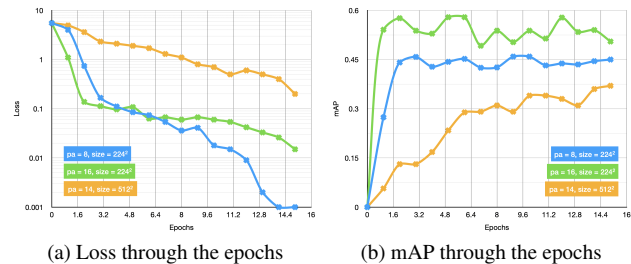 10
1
0.1
0.01
0.001
Loss
pa = 8, size = 224²
pa = 16, size = 224²
pa = 14, size = 512²
0 1.6 3.2 4.8 6.4 8 9.6 11.2 12.8 14.4 16
Epochs
(a) Loss through the epochs
0.6
0.45
0.3
0.15
0
mAP
pa = 8, size = 224²
pa = 16, size = 224²
pa = 14, size = 512²
0 1.6 3.2 4.8 6.4 8 9.6 11.2 12.8 14.4 16
Epochs
(b) mAP through the epochs